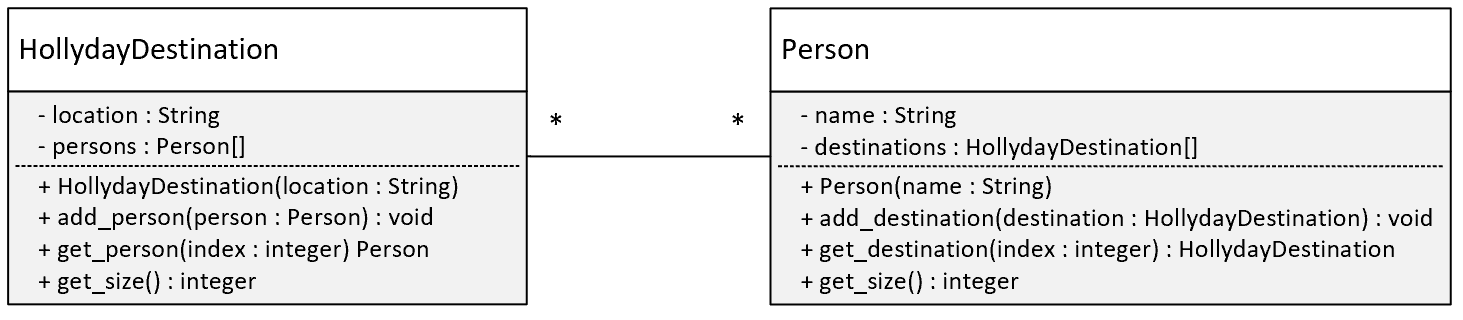 HollydayDestination
- location : String
- persons : Person[]
+ HollydayDestination(location : String)
+ add_person(person : Person) : void
+ get_person(index : integer) Person
+ get_size() : integer
*
*
Person
- name : String
- destinations : HollydayDestination[]
+ Person(name : String)
+ add_destination(destination : HollydayDestination) : void
+ get_destination(index : integer) : HollydayDestination
+ get_size() : integer